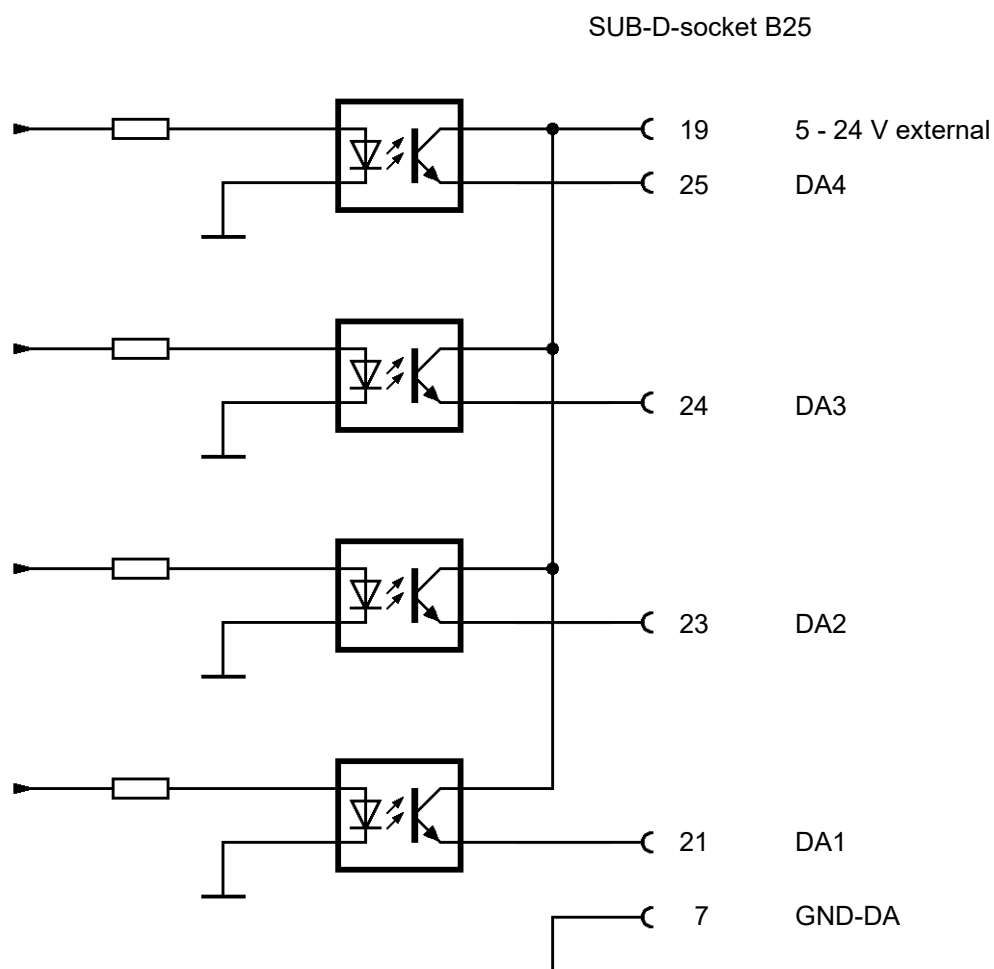 SUB-D-socket B25
19 5 - 24 V external
25 DA4
24 DA3
23 DA2
21 DA1
7 GND-DA